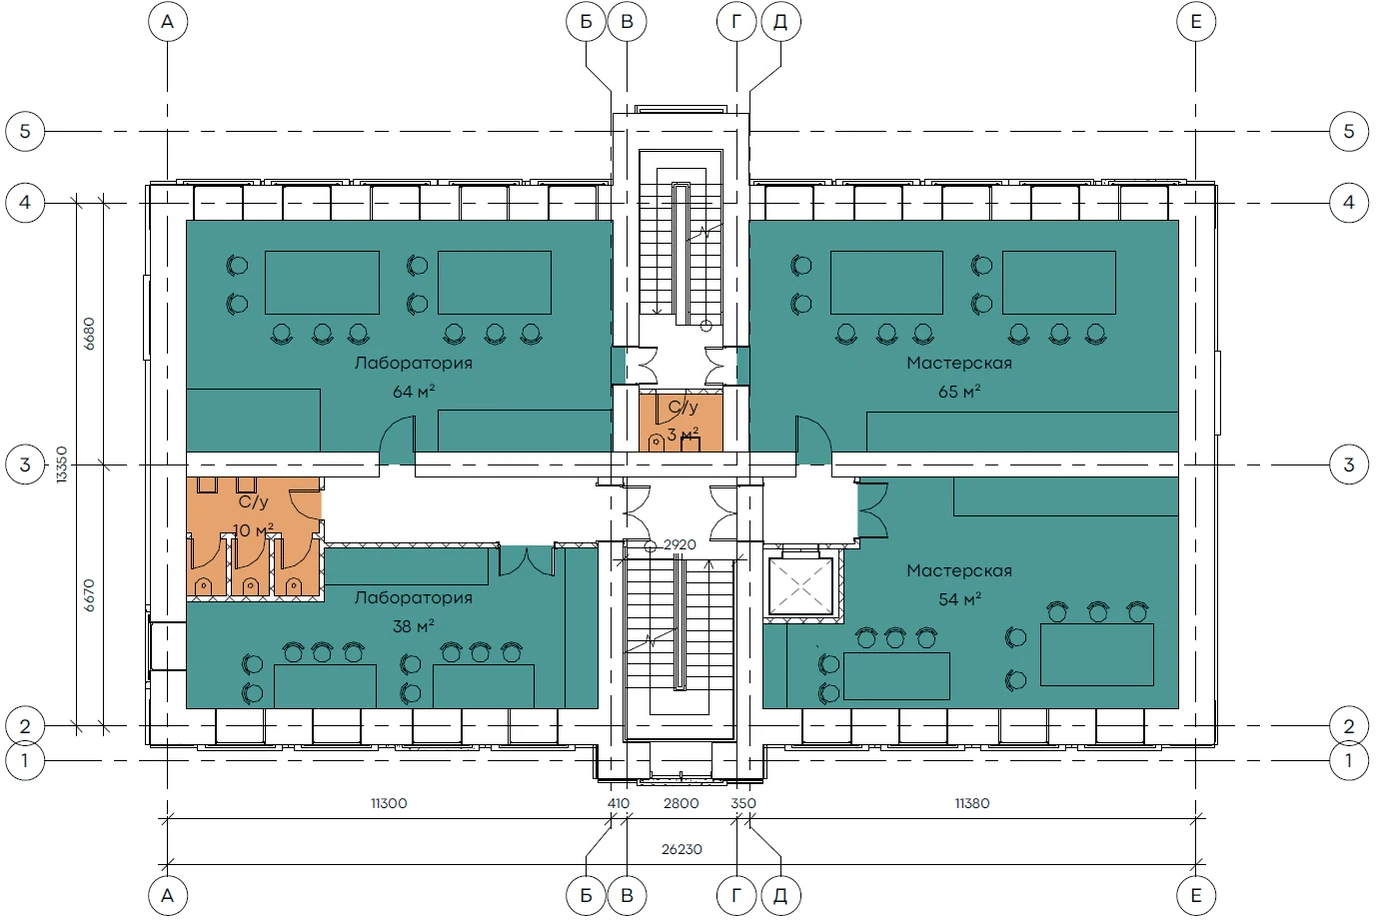 А Б В Г Д Е
5 5
4 4
6680
Лаборатория
64 м²
Мастерская
65 м²
С/у
3 м²
3 3
13350
С/у
10 м²
2920
6670
Лаборатория
38 м²
Мастерская
54 м²
2 2
1 1
11300 410 2800 350 11380
26230
А Б В Г Д Е